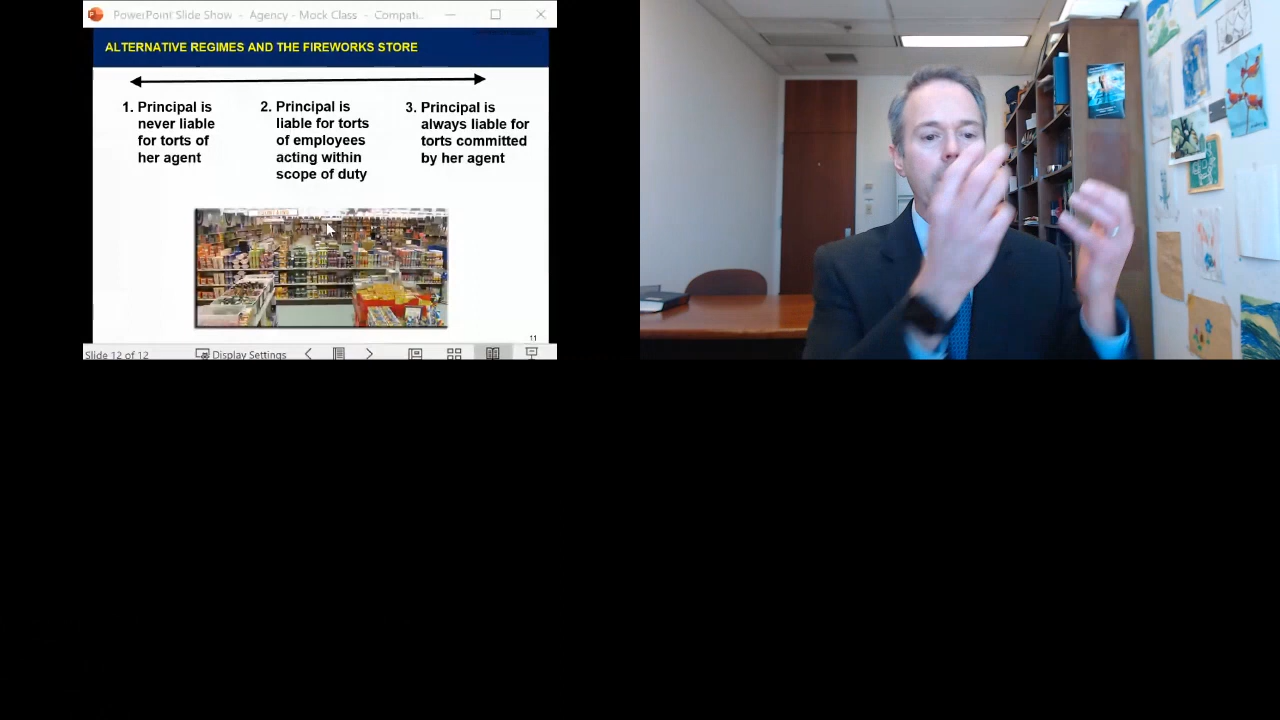 PowerPoint Slide Show - Agency - Mock Class - Compati...
ALTERNATIVE REGIMES AND THE FIREWORKS STORE
1. Principal is
never liable
for torts of
her agent
2. Principal is
liable for torts
of employees
acting within
scope of duty
3. Principal is
always liable for
torts committed
by her agent
11
Slide 12 of 12
Display Settings